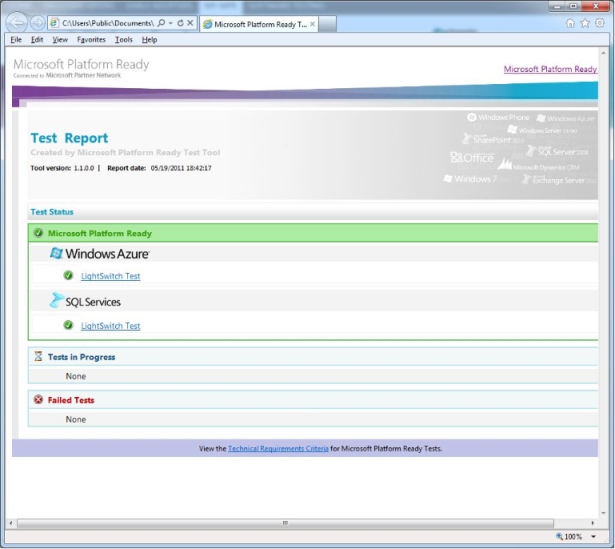 C:\Users\Public\Documents\
Microsoft Platform Ready T...
File Edit View Favorites Tools Help
Microsoft Platform Ready
Connected to Microsoft Partner Network
Microsoft Platform Ready
Test Report
Created by Microsoft Platform Ready Test Tool
Tool version: 1.1.0.0 | Report date: 05/19/2011 18:42:17
Windows Phone Windows Azure
Windows Server
SharePoint
SQL Server
Office
Microsoft Dynamics CRM
Windows 7
Exchange Server
Test Status
Microsoft Platform Ready
Windows Azure
LightSwitch Test
SQL Services
LightSwitch Test
Tests in Progress
None
Failed Tests
None
View the Technical Requirements Criteria for Microsoft Platform Ready Tests.
100%